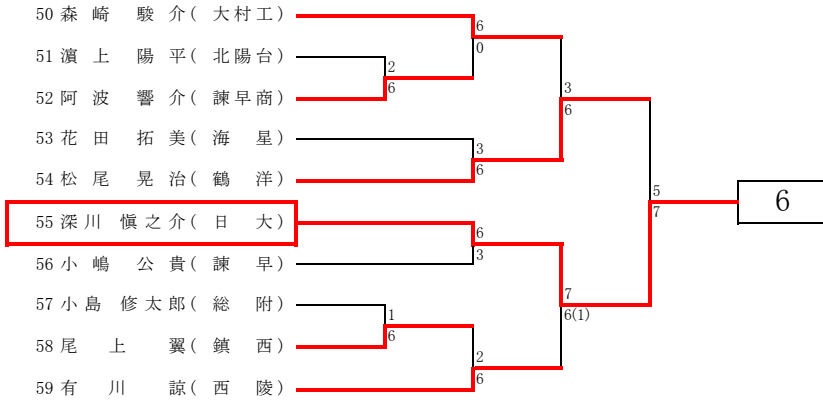 50 森 崎 駿 介 ( 大 村 工 )
6
0
51 濵 上 陽 平 ( 北 陽 台 )
2
6
52 阿 波 響 介 ( 諫 早 商 )
3
6
53 花 田 拓 美 ( 海 星 )
3
6
54 松 尾 晃 治 ( 鶴 洋 )
5
7
6
55 深 川 愼 之 介 ( 日 大 )
6
3
56 小 嶋 公 貴 ( 諫 早 )
7
6(1)
57 小 島 修 太 郎 ( 総 附 )
1
6
58 尾 上 翼 ( 鎮 西 )
2
6
59 有 川 諒 ( 西 陵 )